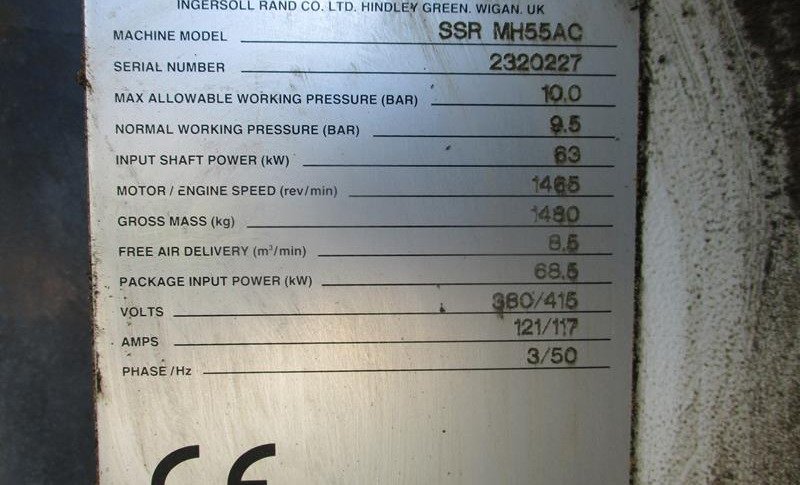 INGERSOLL RAND CO. LTD. HINDLEY GREEN. WIGAN. UK
MACHINE MODEL SSR MH55AC
SERIAL NUMBER 2320227
MAX ALLOWABLE WORKING PRESSURE (BAR) 10.0
NORMAL WORKING PRESSURE (BAR) 9.5
INPUT SHAFT POWER (kW) 63
MOTOR / ENGINE SPEED (rev/min) 1465
GROSS MASS (kg) 1480
FREE AIR DELIVERY (m³/min) 8.5
PACKAGE INPUT POWER (kW) 68.5
VOLTS 380/415
AMPS 121/117
PHASE/Hz 3/50
CE